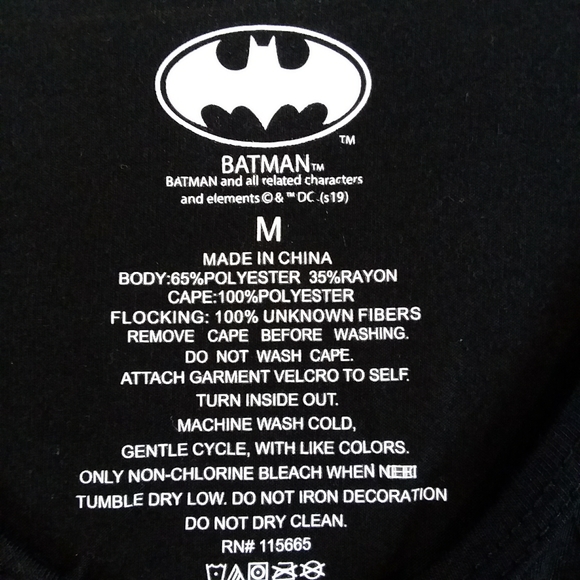 TM
BATMAN™
BATMAN and all related characters
and elements © & ™ DC. (s19)
M
MADE IN CHINA
BODY:65%POLYESTER 35%RAYON
CAPE:100%POLYESTER
FLOCKING: 100% UNKNOWN FIBERS
REMOVE CAPE BEFORE WASHING.
DO NOT WASH CAPE.
ATTACH GARMENT VELCRO TO SELF.
TURN INSIDE OUT.
MACHINE WASH COLD,
GENTLE CYCLE, WITH LIKE COLORS.
ONLY NON-CHLORINE BLEACH WHEN
TUMBLE DRY LOW. DO NOT IRON DECORATION
DO NOT DRY CLEAN.
RN# 115665